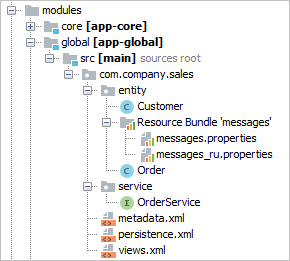 modules
core [app-core]
global [app-global]
src [main] sources root
com.company.sales
entity
Customer
Resource Bundle 'messages'
messages.properties
messages_ru.properties
Order
service
OrderService
metadata.xml
persistence.xml
views.xml